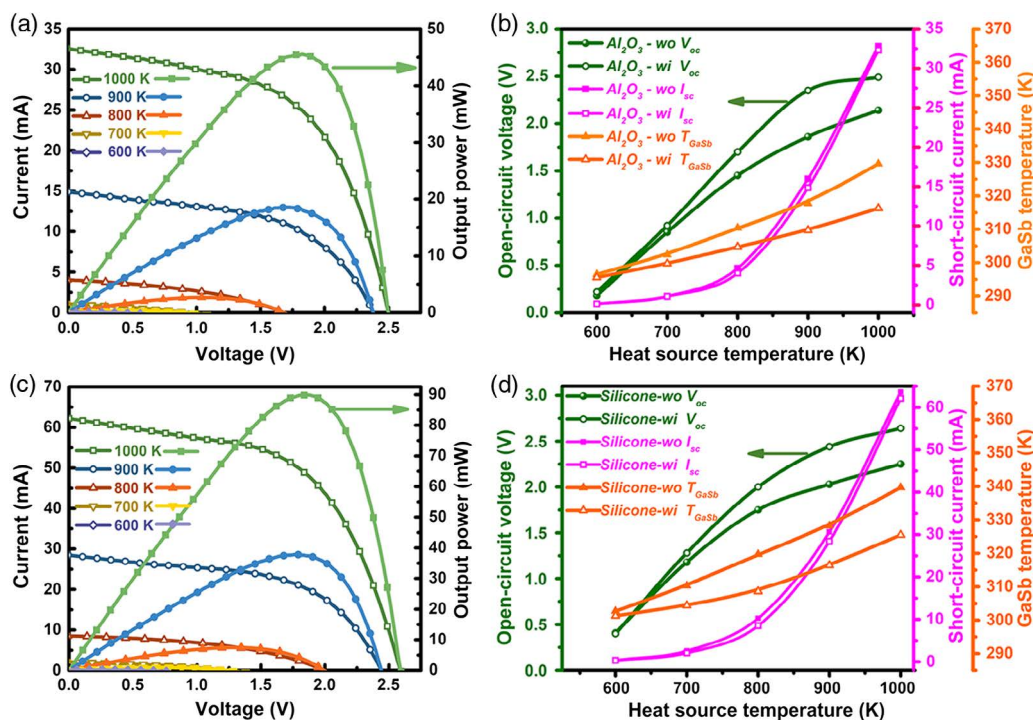 (a)
35
30
25
20
15
10
5
0
Current (mA)
50
40
30
20
10
0
Output power (mW)
1000 K
900 K
800 K
700 K
600 K
0.0 0.5 1.0 1.5 2.0 2.5
Voltage (V)
(b)
3.0
2.5
2.0
1.5
1.0
0.5
0.0
Open-circuit voltage (V)
Al2O3 - wo Voc
Al2O3 - wi Voc
Al2O3 - wo Isc
Al2O3 - wi Isc
Al2O3 - wo TGaSb
Al2O3 - wi TGaSb
35
30
25
20
15
10
5
0
Short-circuit current (mA)
370
360
350
340
330
320
310
300
290
GaSb temperature (K)
600 700 800 900 1000
Heat source temperature (K)
(c)
70
60
50
40
30
20
10
0
Current (mA)
90
80
70
60
50
40
30
20
10
0
Output power (mW)
1000 K
900 K
800 K
700 K
600 K
0.0 0.5 1.0 1.5 2.0 2.5
Voltage (V)
(d)
3.0
2.5
2.0
1.5
1.0
0.5
0.0
Open-circuit voltage (V)
Silicone-wo Voc
Silicone-wi Voc
Silicone-wo Isc
Silicone-wi Isc
Silicone-wo TGaSb
Silicone-wi TGaSb
60
50
40
30
20
10
0
Short-circuit current (mA)
370
360
350
340
330
320
310
300
290
GaSb temperature (K)
600 700 800 900 1000
Heat source temperature (K)